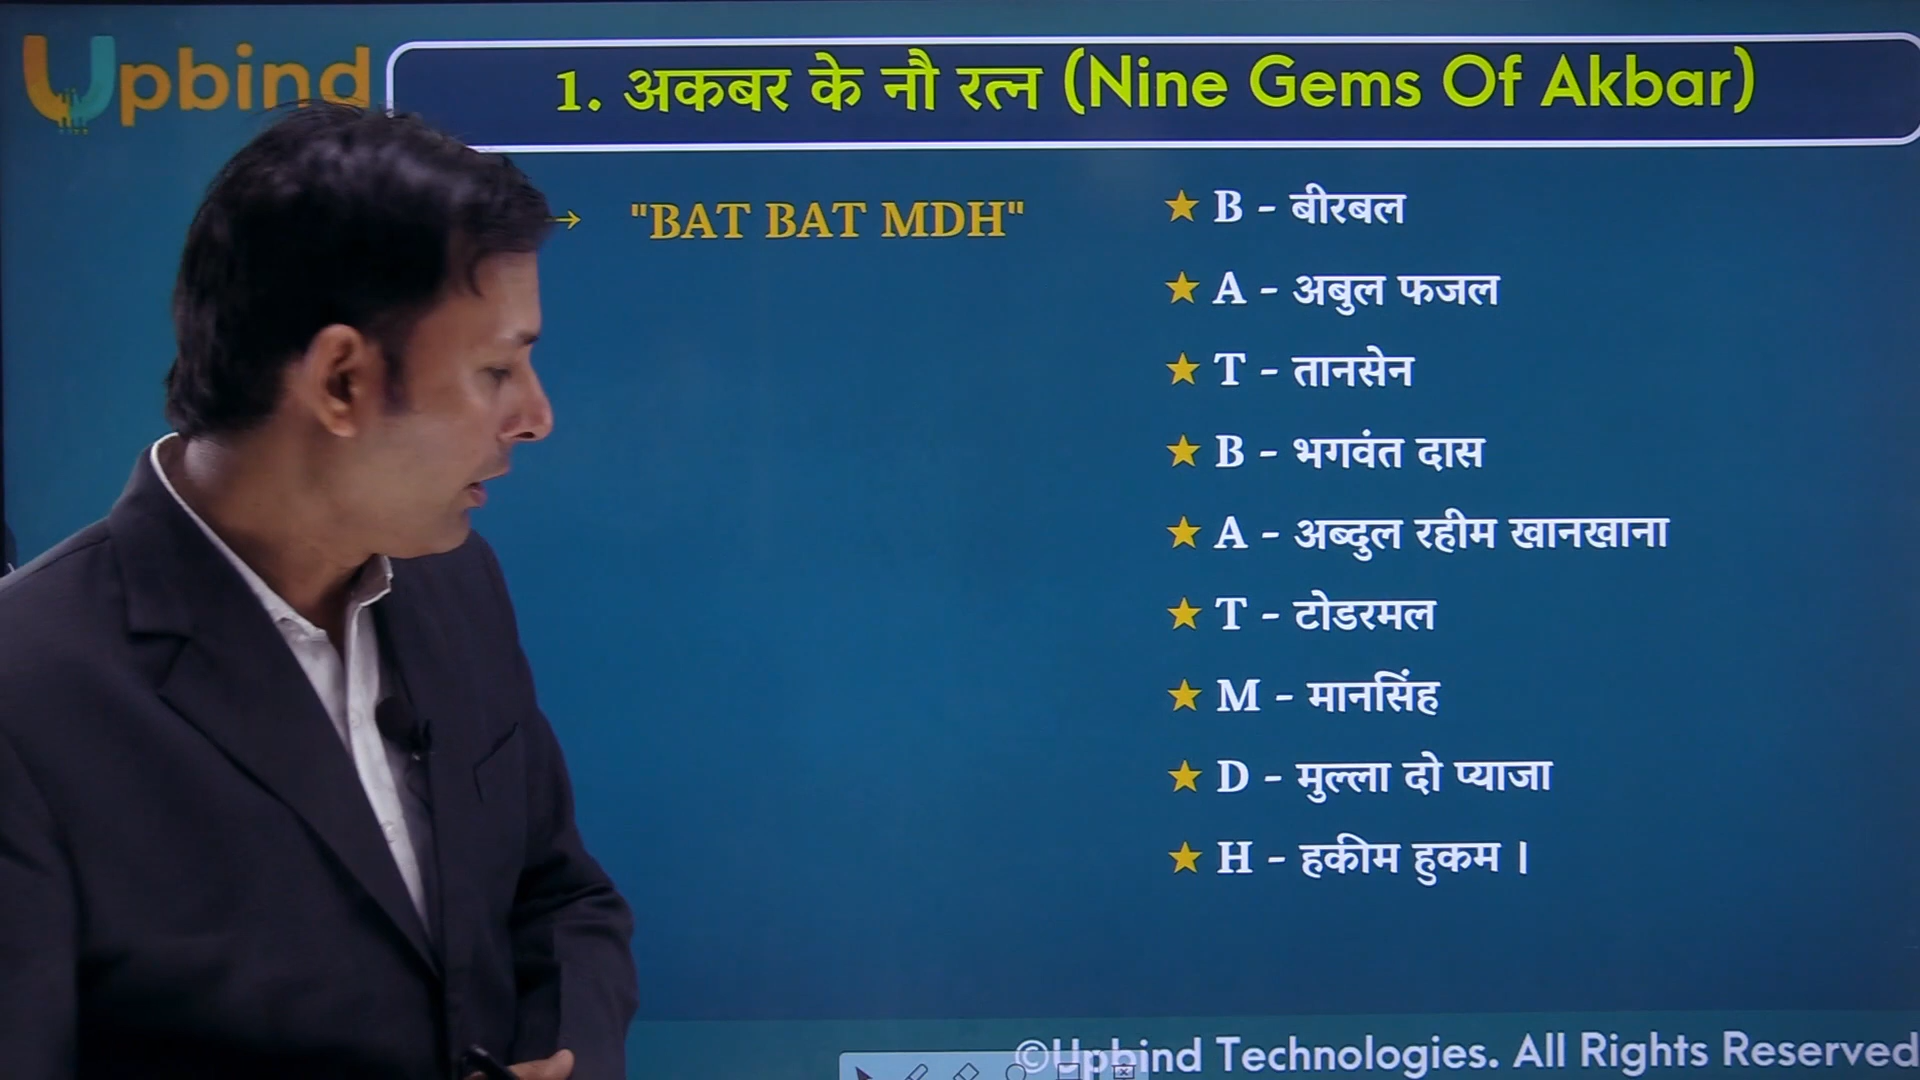 Upbind
1. अकबर के नौ रत्न (Nine Gems Of Akbar)
→ "BAT BAT MDH"
★ B - बीरबल
★ A - अबुल फजल
★ T - तानसेन
★ B - भगवंत दास
★ A - अब्दुल रहीम खानखाना
★ T - टोडरमल
★ M - मानसिंह
★ D - मुल्ला दो प्याजा
★ H - हकीम हुकम ।
©Upbind Technologies. All Rights Reserved